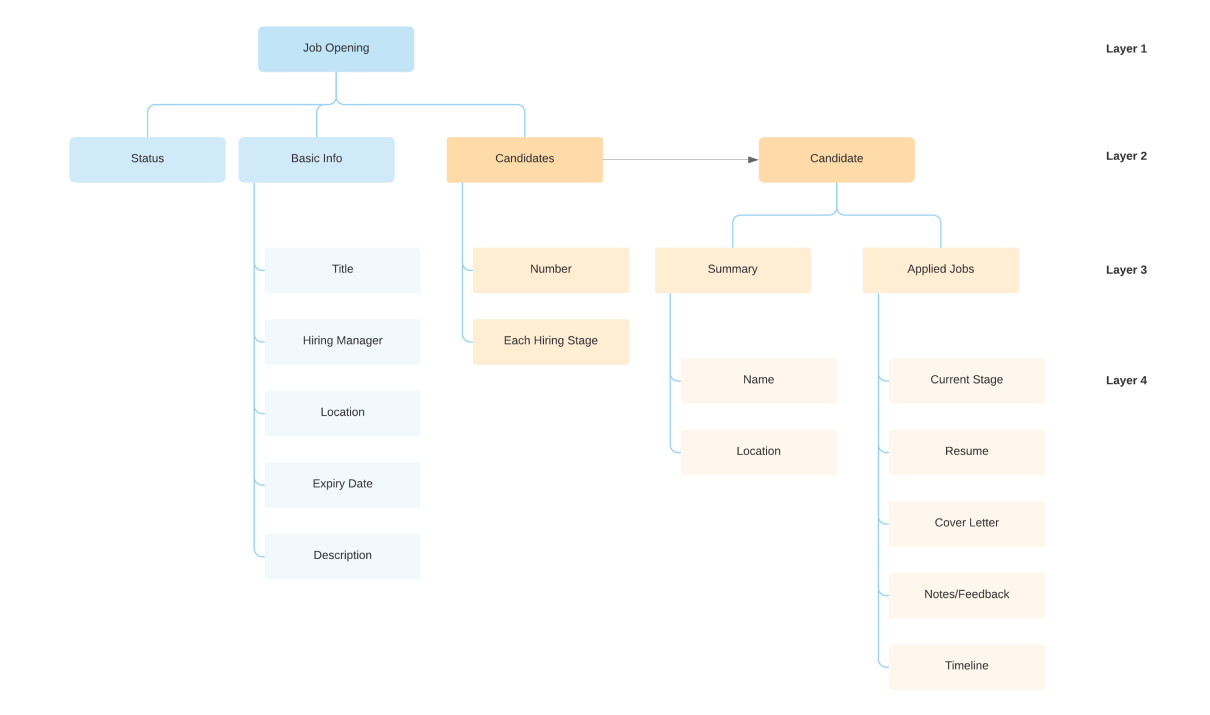 Job Opening
Layer 1
Status
Basic Info
Candidates
Candidate
Layer 2
Title
Number
Summary
Applied Jobs
Layer 3
Hiring Manager
Each Hiring Stage
Name
Current Stage
Layer 4
Location
Location
Resume
Expiry Date
Cover Letter
Description
Notes/Feedback
Timeline